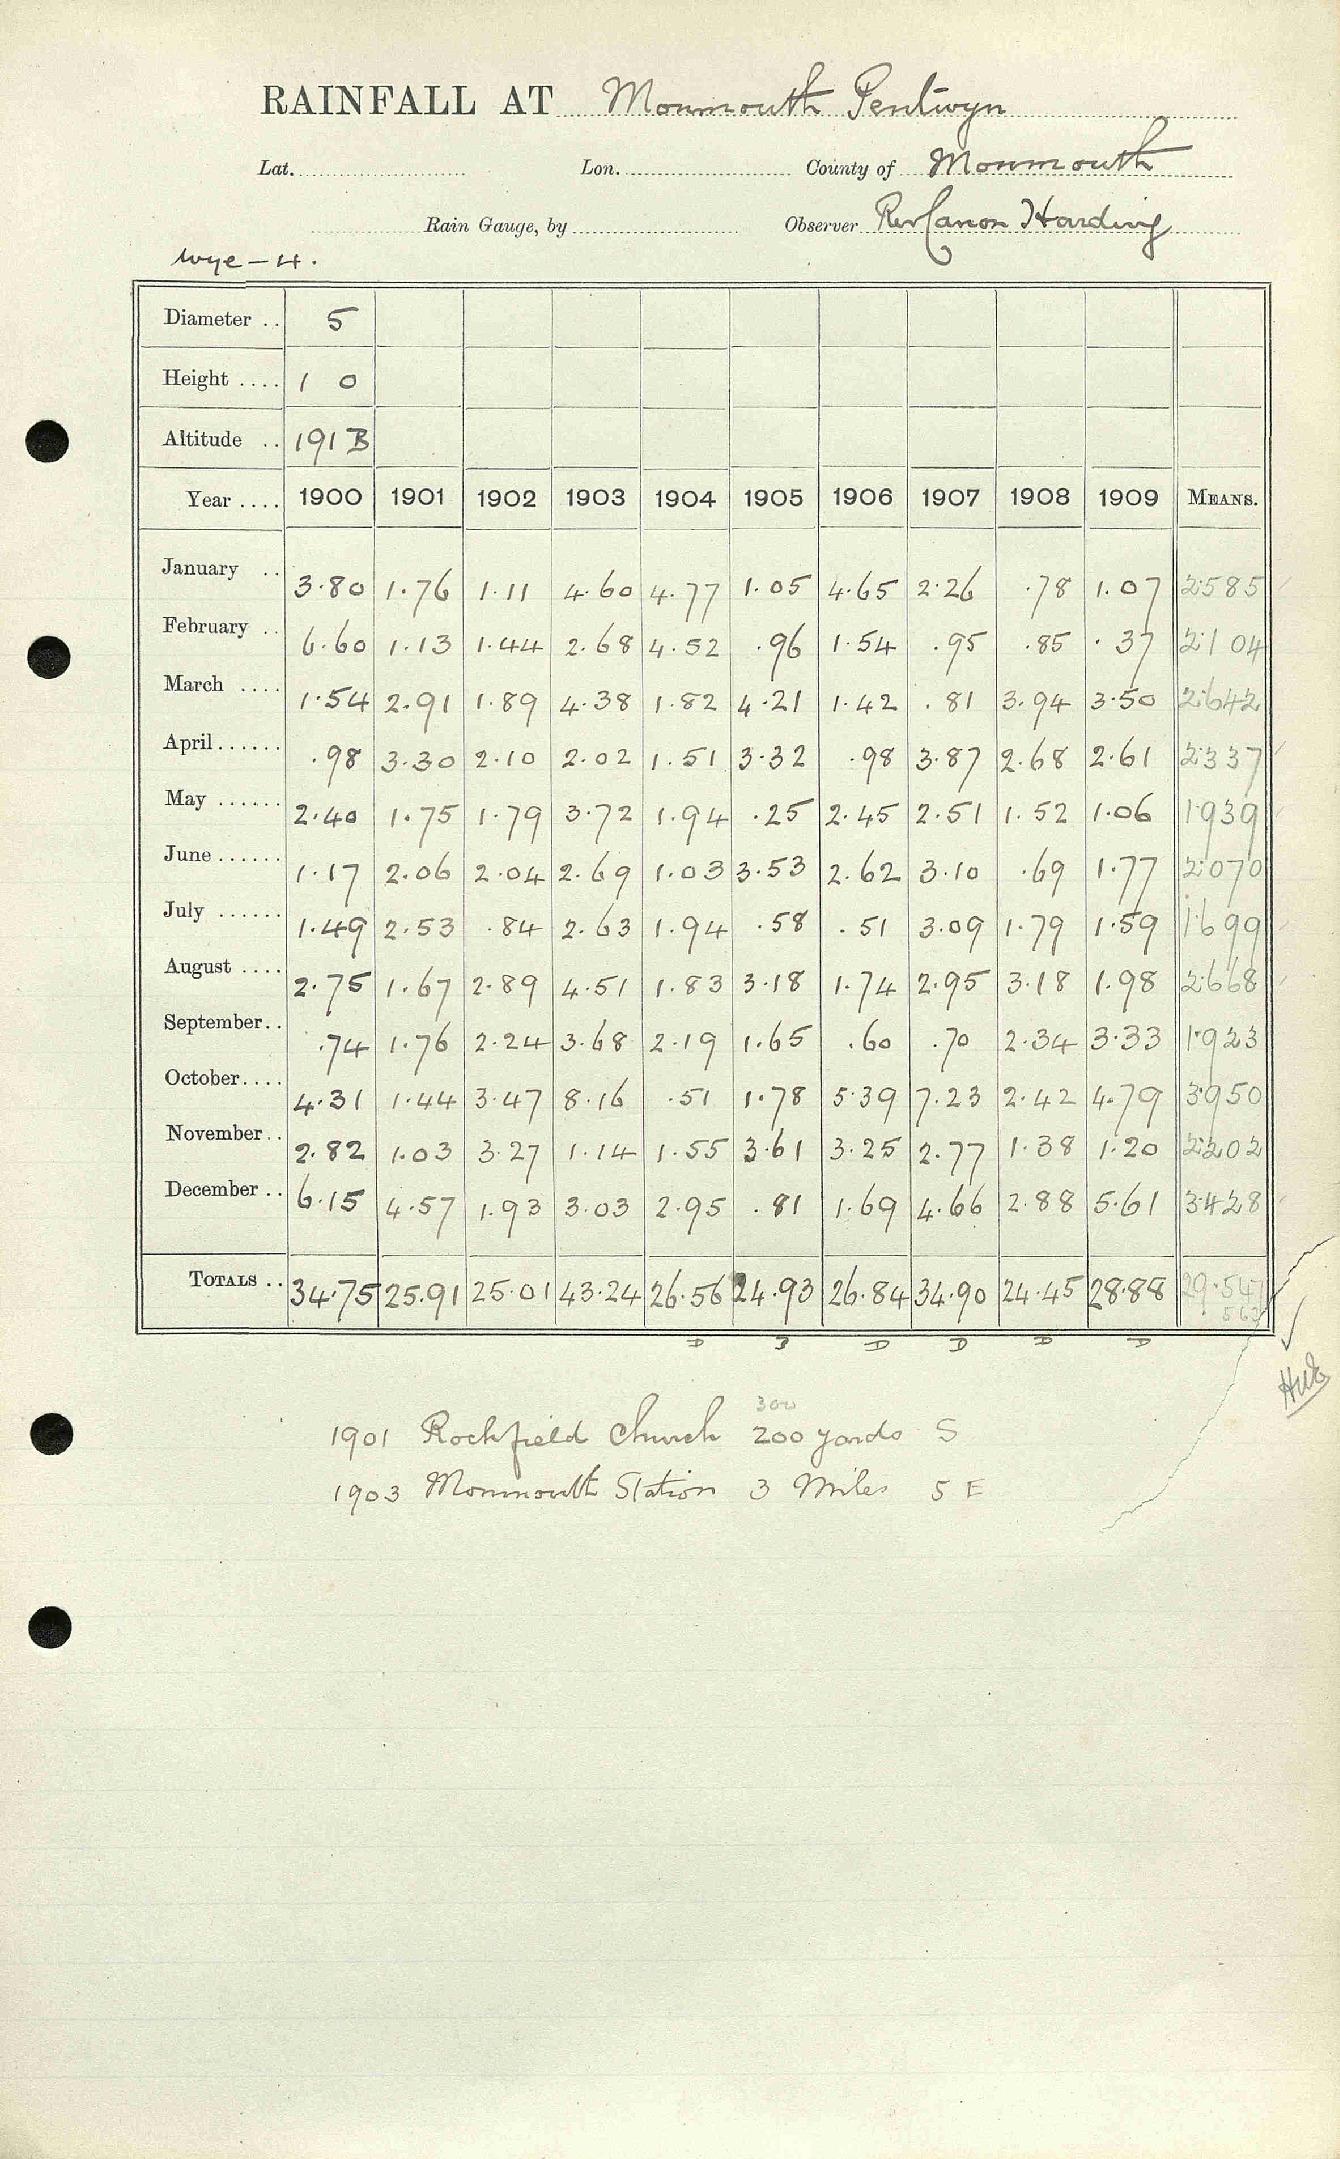 RAINFALL AT Monmouth Pentwyn
Lat. Lon. County of Monmouth
Rain Gauge, by Observer Rev Canon Harding
Wye - H.
Diameter .. 5
Height .... 1 0
Altitude .. 191 B
Year .... 1900 1901 1902 1903 1904 1905 1906 1907 1908 1909 MEANS.
January .. 3.80 1.76 1.11 4.60 4.77 1.05 4.65 2.26 .78 1.07 2.585
February .. 6.60 1.13 1.44 2.68 4.52 .96 1.54 .95 .85 .37 2.104
March .... 1.54 2.91 1.89 4.38 1.82 4.21 1.42 .81 3.94 3.50 2.642
April...... .98 3.30 2.10 2.02 1.51 3.32 .98 3.87 2.68 2.61 2.337
May ...... 2.40 1.75 1.79 3.72 1.94 .25 2.45 2.51 1.52 1.06 1.939
June...... 1.17 2.06 2.04 2.69 1.03 3.53 2.62 3.10 .69 1.77 2.070
July ...... 1.49 2.53 .84 2.63 1.94 .58 .51 3.09 1.79 1.59 1.699
August .... 2.75 1.67 2.89 4.51 1.83 3.18 1.74 2.95 3.18 1.98 2.668
September.. .74 1.76 2.24 3.68 2.19 1.65 .60 .70 2.34 3.33 1.923
October.... 4.31 1.44 3.47 8.16 .51 1.78 5.39 7.23 2.42 4.79 3.950
November.. 2.82 1.03 3.27 1.14 1.55 3.61 3.25 2.77 1.38 1.20 2.202
December .. 6.15 4.57 1.93 3.03 2.95 .81 1.69 4.66 2.88 5.61 3.428
TOTALS .. 34.75 25.91 25.01 43.24 26.56 24.93 26.84 34.90 24.45 28.88 29.547
563
D B D D D D
300
1901 Rockfield Church 200 yards S
1903 Monmouth Station 3 Miles S E